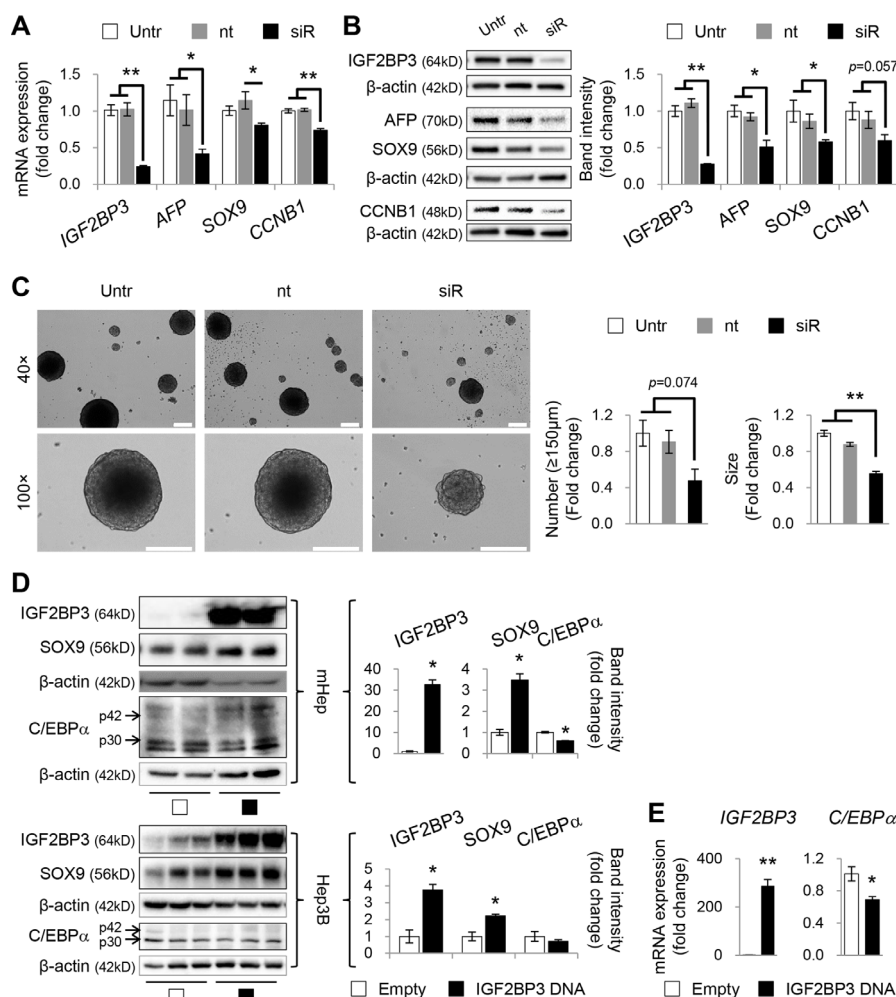 A
Untr nt siR
mRNA expression
(fold change)
1.5
1.0
0.5
0.0
** * * **
IGF2BP3 AFP SOX9 CCNB1
B
Untr nt siR
IGF2BP3 (64kD)
β-actin (42kD)
AFP (70kD)
SOX9 (56kD)
β-actin (42kD)
CCNB1 (48kD)
β-actin (42kD)
Untr nt siR
Band intensity
(fold change)
1.5
1.0
0.5
0.0
** * * p=0.057
IGF2BP3 AFP SOX9 CCNB1
C
Untr nt siR
40×
100×
Untr nt siR
Number (≥150μm)
(Fold change)
1.2
0.8
0.4
0.0
p=0.074
Size
(Fold change)
1.2
0.8
0.4
0.0
**
D
IGF2BP3 (64kD)
SOX9 (56kD)
β-actin (42kD)
C/EBPα
p42
p30
β-actin (42kD)
mHep
IGF2BP3
40
30
20
10
0
*
SOX9 C/EBPα
4
3
2
1
0
* *
Band intensity
(fold change)
IGF2BP3 (64kD)
SOX9 (56kD)
β-actin (42kD)
C/EBPα
p42
p30
β-actin (42kD)
Hep3B
IGF2BP3 SOX9 C/EBPα
5
4
3
2
1
0
* *
Band intensity
(fold change)
Empty IGF2BP3 DNA
E
IGF2BP3 C/EBPα
mRNA expression
(fold change)
400
200
0
**
1.2
0.9
0.6
0.3
0.0
*
Empty IGF2BP3 DNA